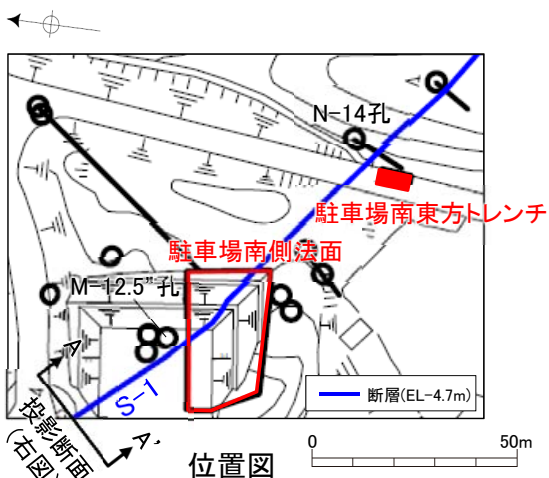 N-14孔
駐車場南東方トレンチ
駐車場南側法面
M-12.5”孔
A
S-1
断層(EL-4.7m)
投影断面
(右図)
A’
位置図
0
50m